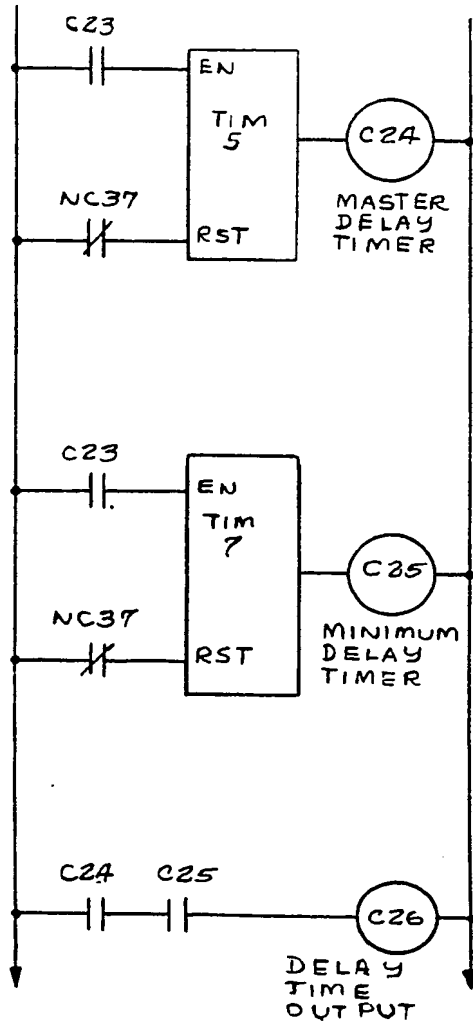 C23
EN
TIM
5
C24
NC37
RST
MASTER
DELAY
TIMER
C23
EN
TIM
7
C25
NC37
RST
MINIMUM
DELAY
TIMER
C24 C25
C26
DELAY
TIME
OUTPUT